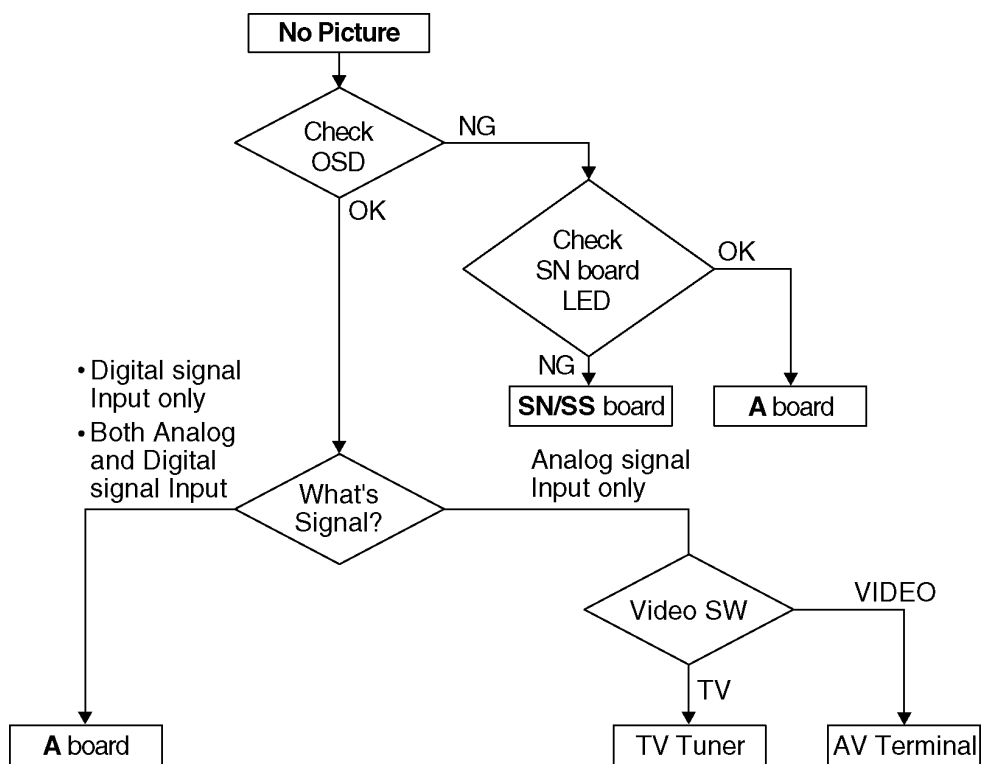 No Picture
Check
OSD
NG
OK
Check
SN board
LED
OK
NG
SN/SS board
A board
• Digital signal
Input only
• Both Analog
and Digital
signal Input
What's
Signal?
Analog signal
Input only
Video SW
VIDEO
TV
A board
TV Tuner
AV Terminal